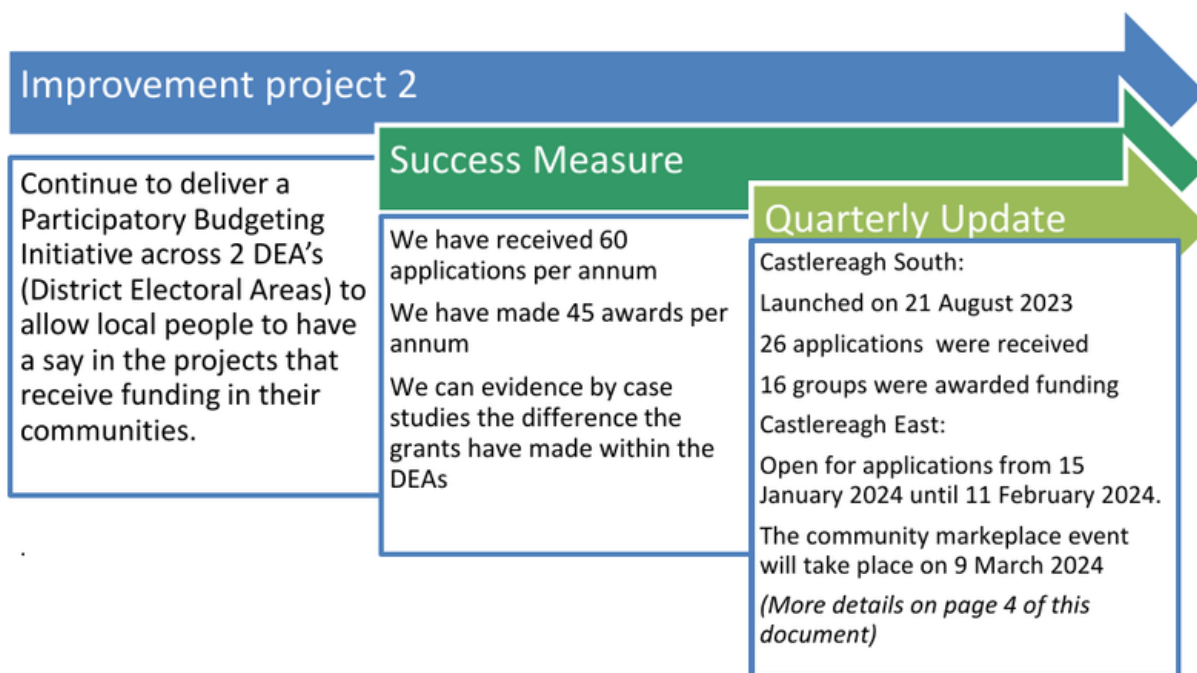 Improvement project 2
Continue to deliver a
Participatory Budgeting
Initiative across 2 DEA’s
(District Electoral Areas) to
allow local people to have
a say in the projects that
receive funding in their
communities.
.
Success Measure
We have received 60
applications per annum
We have made 45 awards per
annum
We can evidence by case
studies the difference the
grants have made within the
DEAs
Quarterly Update
Castlereagh South:
Launched on 21 August 2023
26 applications  were received
16 groups were awarded funding
Castlereagh East:
Open for applications from 15
January 2024 until 11 February 2024.
The community markeplace event
will take place on 9 March 2024
(More details on page 4 of this
document)